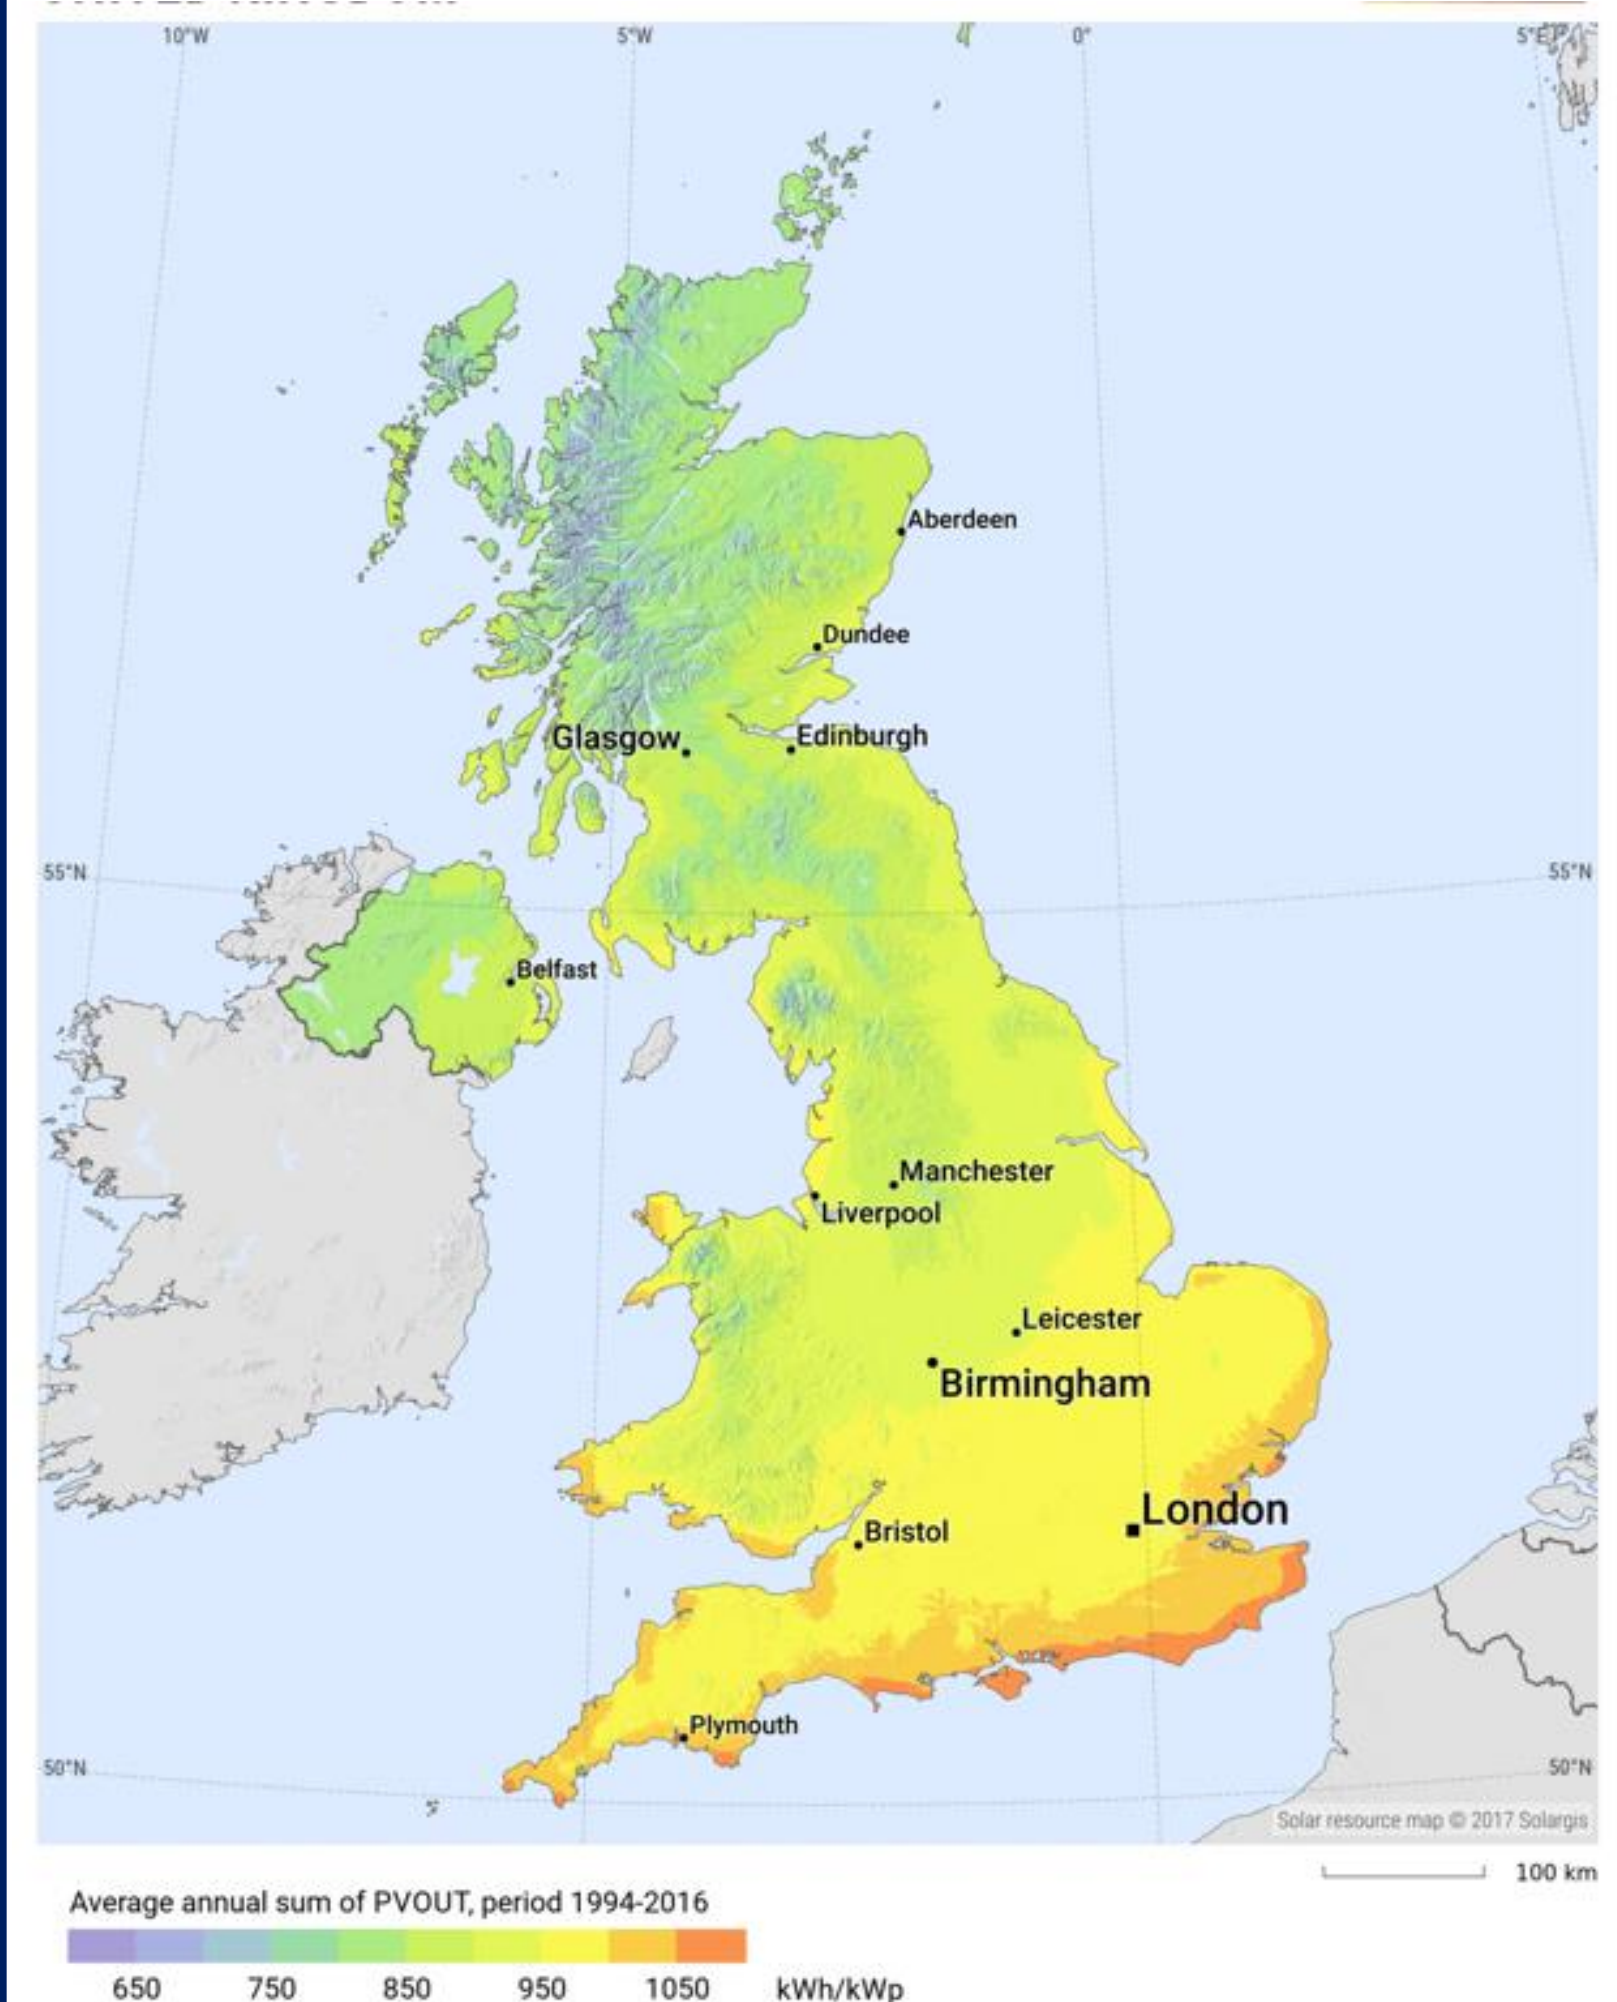 10°W
5°W
0°
5°E
Aberdeen
Dundee
Glasgow
Edinburgh
55°N
55°N
Belfast
Manchester
Liverpool
Leicester
Birmingham
London
Bristol
Plymouth
50°N
50°N
Solar resource map © 2017 Solargis
100 km
Average annual sum of PVOUT, period 1994-2016
650 750 850 950 1050 kWh/kWp